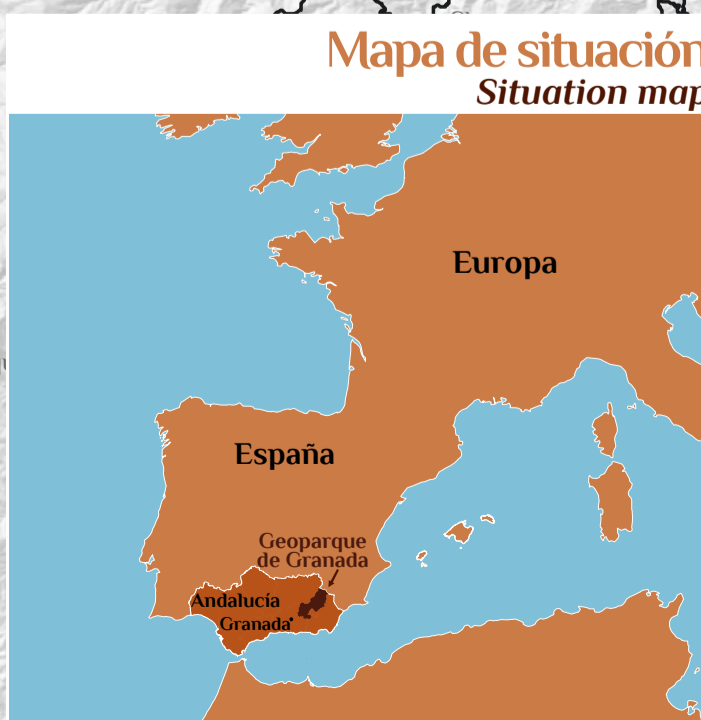 Mapa de situación
Situation map
Europa
España
Geoparque
de Granada
Andalucía
Granada